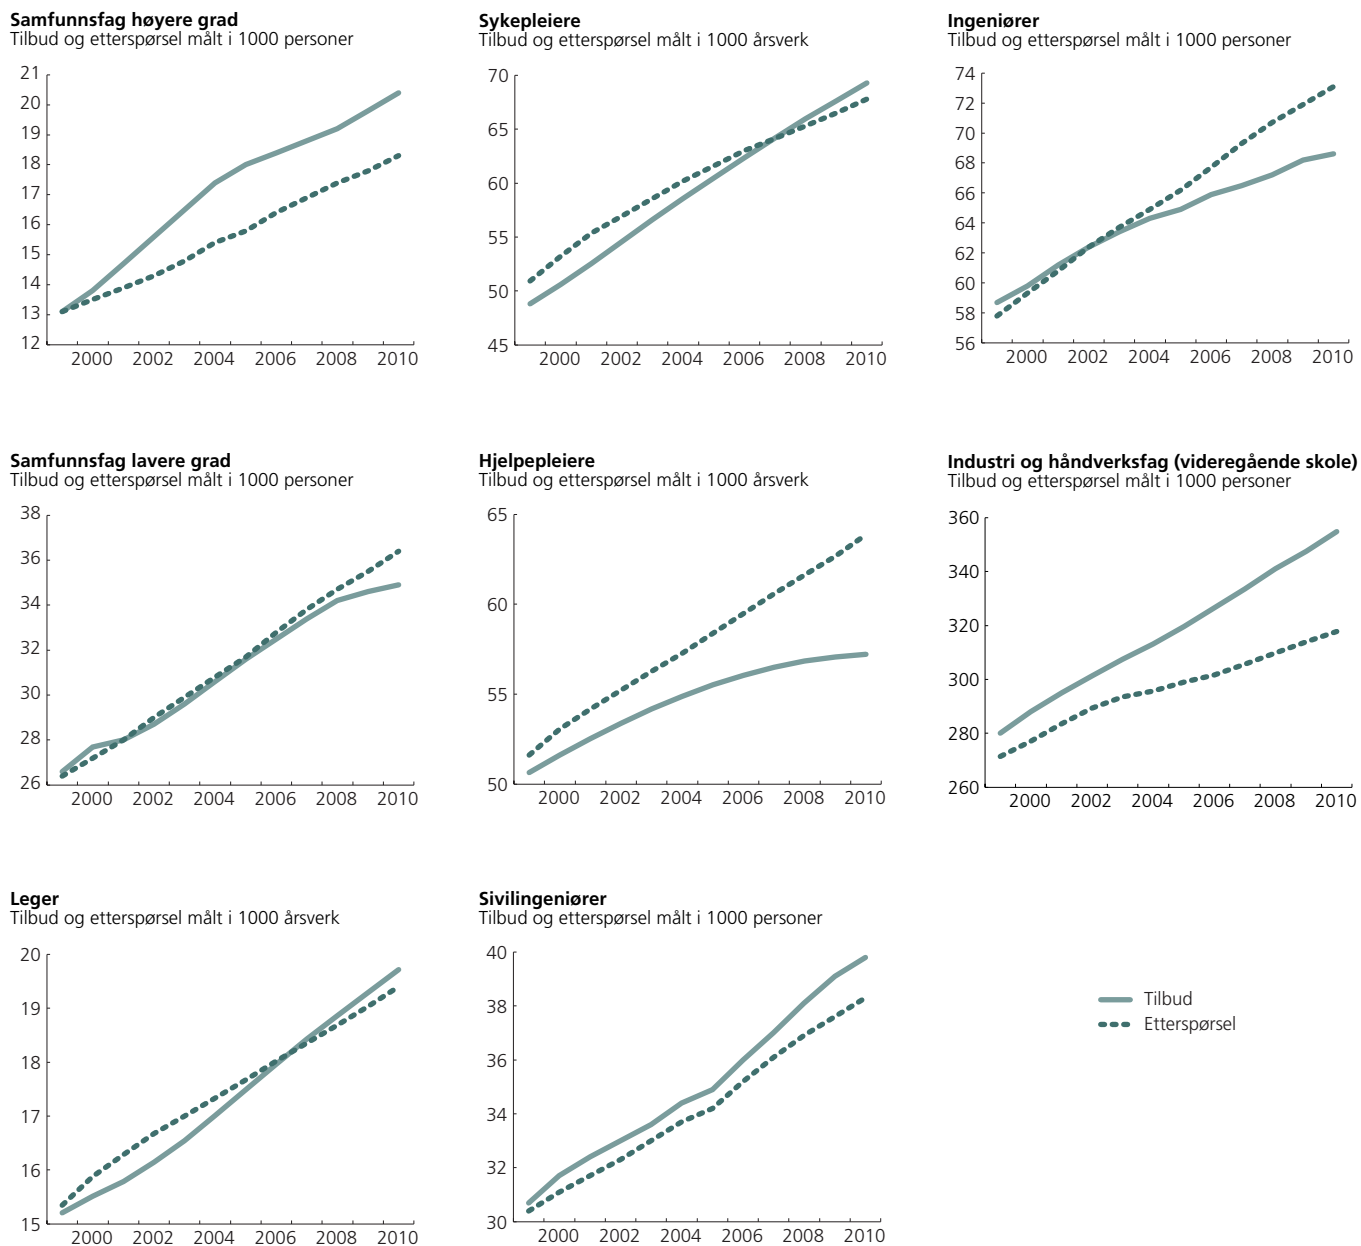 Samfunnsfag høyere grad
Tilbud og etterspørsel målt i 1000 personer
21
20
19
18
17
16
15
14
13
12
2000 2002 2004 2006 2008 2010
Sykepleiere
Tilbud og etterspørsel målt i 1000 årsverk
70
65
60
55
50
45
2000 2002 2004 2006 2008 2010
Ingeniører
Tilbud og etterspørsel målt i 1000 personer
74
72
70
68
66
64
62
60
58
56
2000 2002 2004 2006 2008 2010
Samfunnsfag lavere grad
Tilbud og etterspørsel målt i 1000 personer
38
36
34
32
30
28
26
2000 2002 2004 2006 2008 2010
Hjelpepleiere
Tilbud og etterspørsel målt i 1000 årsverk
65
60
55
50
2000 2002 2004 2006 2008 2010
Industri og håndverksfag (videregående skole)
Tilbud og etterspørsel målt i 1000 personer
360
340
320
300
280
260
2000 2002 2004 2006 2008 2010
Leger
Tilbud og etterspørsel målt i 1000 årsverk
20
19
18
17
16
15
2000 2002 2004 2006 2008 2010
Sivilingeniører
Tilbud og etterspørsel målt i 1000 personer
40
38
36
34
32
30
2000 2002 2004 2006 2008 2010
Tilbud
Etterspørsel